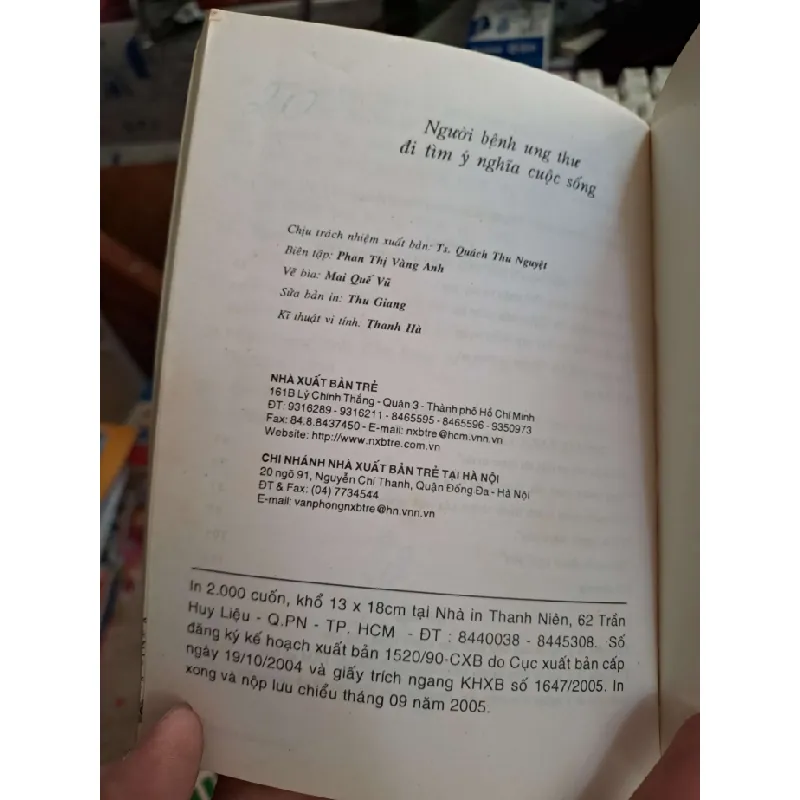 272
Người bệnh ung thư
đi tìm ý nghĩa cuộc sống
Chịu trách nhiệm xuất bản: Ts. Quách Thu Nguyệt
Biên tập: Phan Thị Vàng Anh
Vẽ bìa: Mai Quế Vũ
Sửa bản in: Thu Giang
Kĩ thuật vi tính. Thanh Hà
NHÀ XUẤT BẢN TRẺ
161B Lý Chính Thắng - Quận 3 - Thành phố Hồ Chí Minh
ĐT: 9316289 - 9316211 - 8465595 - 8465596 - 9350973
Fax: 84.8.8437450 - E-mail: nxbtre@hcm.vnn.vn
Website: http://www.nxbtre.com.vn
CHI NHÁNH NHÀ XUẤT BẢN TRẺ TẠI HÀ NỘI
20 ngõ 91, Nguyễn Chí Thanh, Quận Đống Đa - Hà Nội
ĐT & Fax: (04) 7734544
E-mail: vanphongnxbtre@hn.vnn.vn
In 2.000 cuốn, khổ 13 x 18cm tại Nhà in Thanh Niên, 62 Trần
Huy Liệu - Q.PN - TP. HCM - ĐT : 8440038 - 8445308. Số
đăng ký kế hoạch xuất bản 1520/90-CXB do Cục xuất bản cấp
ngày 19/10/2004 và giấy trích ngang KHXB số 1647/2005. In
xong và nộp lưu chiểu tháng 09 năm 2005.